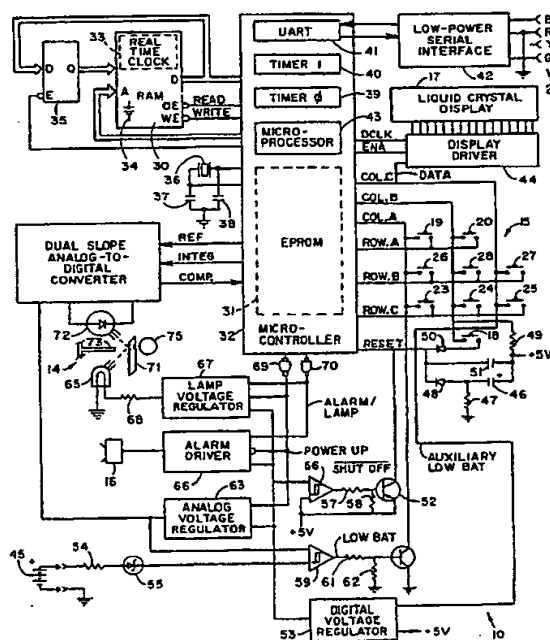 33
REAL TIME CLOCK
D Q
D
A
RAM
OE READ
WE WRITE
E
35
34
30
36
37
38
UART
41
TIMER 1
40
TIMER Ø
39
MICRO-PROCESSOR
43
EPROM
31
32
MICRO-CONTROLLER
LOW-POWER SERIAL INTERFACE
42
B
R
Y
G
17
LIQUID CRYSTAL DISPLAY
DCLK
ENA
DISPLAY DRIVER
44
COL.C
DATA
COL.B
COL.A
19
20
15
ROW.A
26
28
27
ROW.B
23
24
25
ROW.C
RESET
50
18
49
+5V
51
48
46
47
AUXILIARY LOW BAT
DUAL SLOPE ANALOG-TO-DIGITAL CONVERTER
REF
INTEG
COMP.
72
73
75
14
65
71
68
67
LAMP VOLTAGE REGULATOR
69
70
ALARM/LAMP
16
ALARM DRIVER
66
POWER UP
63
ANALOG VOLTAGE REGULATOR
56
SHUT OFF
57
58
52
+5V
45
+
54
55
LOW BAT
59
61
62
DIGITAL VOLTAGE REGULATOR
53
+5V
10